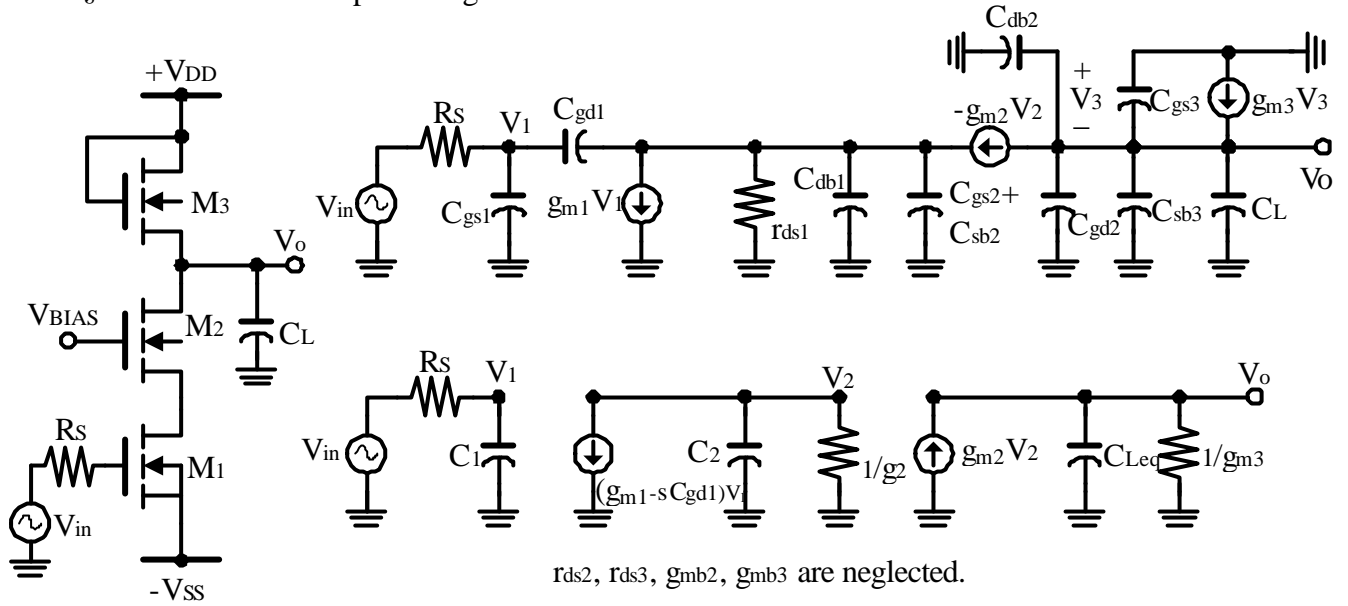 +VDD
M3
Vo
VBIAS
M2
CL
RS
M1
Vin
-VSS
Cdb2
RS
V1
Cgd1
-gm2V2
+
V3
−
Cgs3
gm3V3
Vin
Cgs1
gm1V1
rds1
Cdb1
Cgs2+
Csb2
Cgd2
Csb3
CL
Vo
RS
V1
V2
Vo
Vin
C1
(gm1-sCgd1)V1
C2
1/g2
gm2V2
CLeq
1/gm3
rds2, rds3, gmb2, gmb3 are neglected.